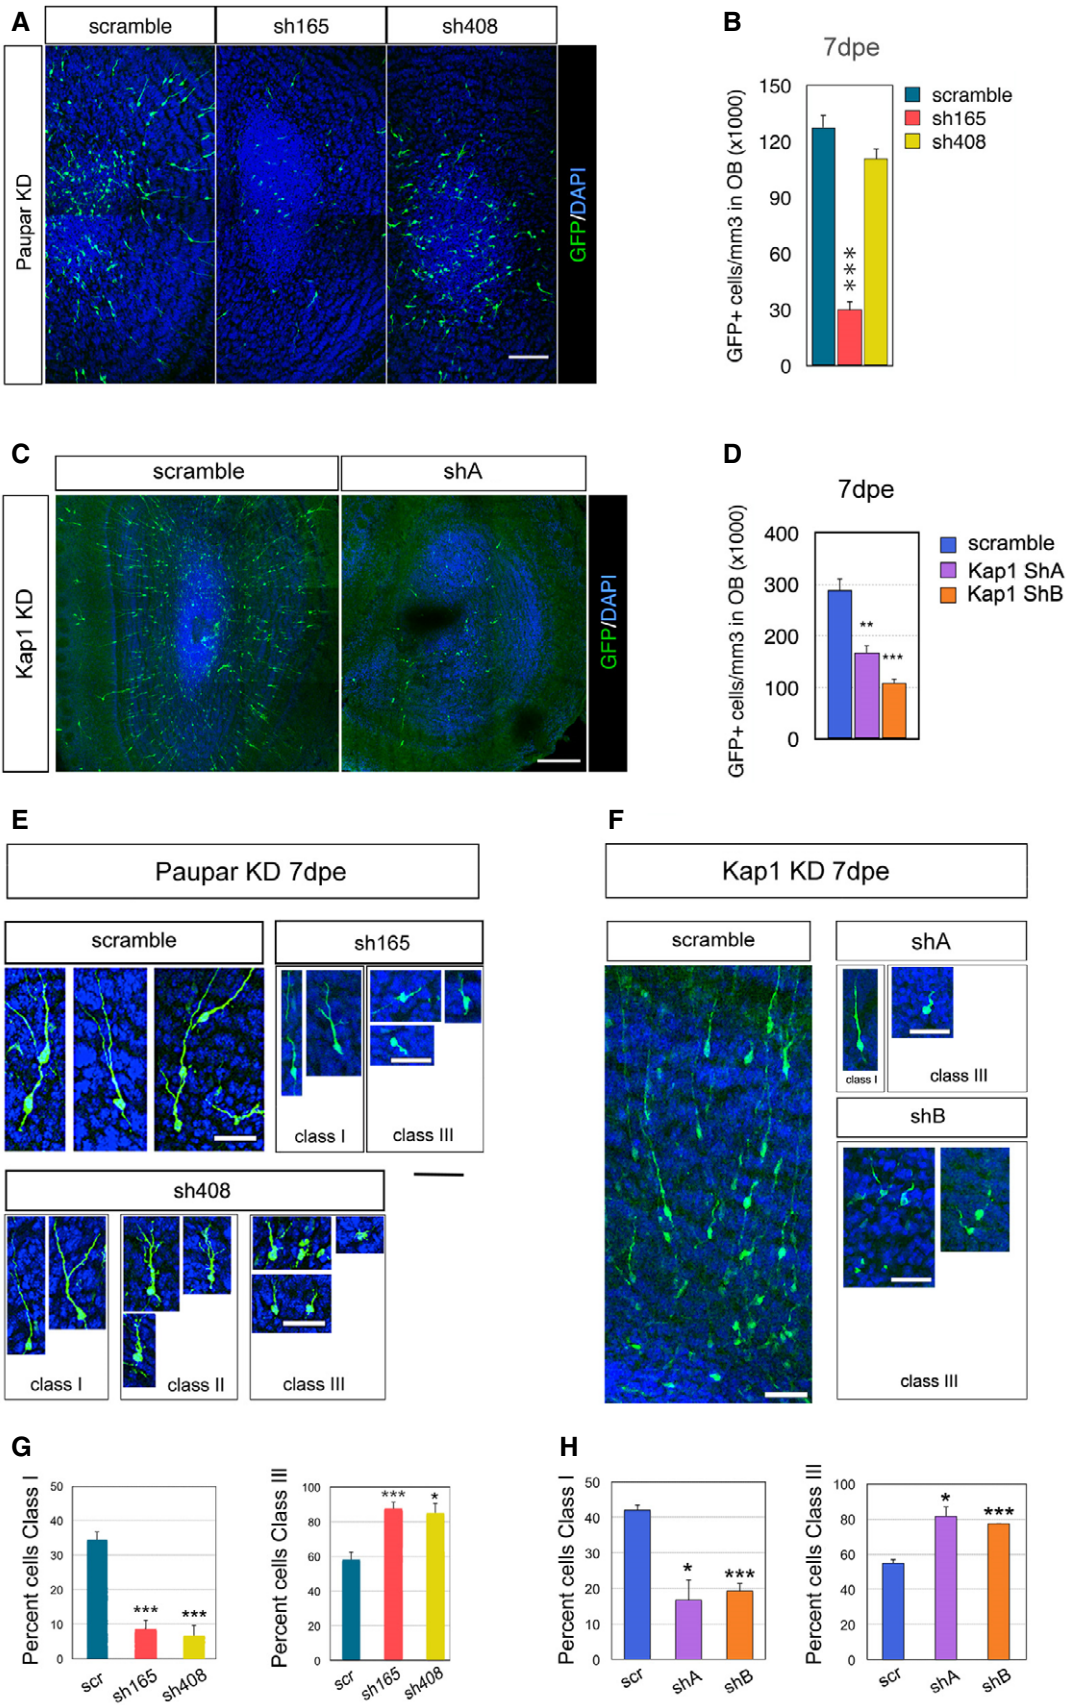 A
scramble
sh165
sh408
Paupar KD
GFP/DAPI
B
7dpe
GFP+ cells/mm3 in OB (x1000)
150
120
90
60
30
0
***
scramble
sh165
sh408
C
scramble
shA
Kap1 KD
GFP/DAPI
D
7dpe
GFP+ cells/mm3 in OB (x1000)
400
300
200
100
0
**
***
scramble
Kap1 ShA
Kap1 ShB
E
Paupar KD 7dpe
scramble
sh165
class I
class III
sh408
class I
class II
class III
F
Kap1 KD 7dpe
scramble
shA
class I
class III
shB
class III
G
Percent cells Class I
50
40
30
20
10
0
***
***
scr
sh165
sh408
Percent cells Class III
100
80
60
40
20
0
***
*
scr
sh165
sh408
H
Percent cells Class I
50
40
30
20
10
0
*
***
scr
shA
shB
Percent cells Class III
100
80
60
40
20
0
*
***
scr
shA
shB